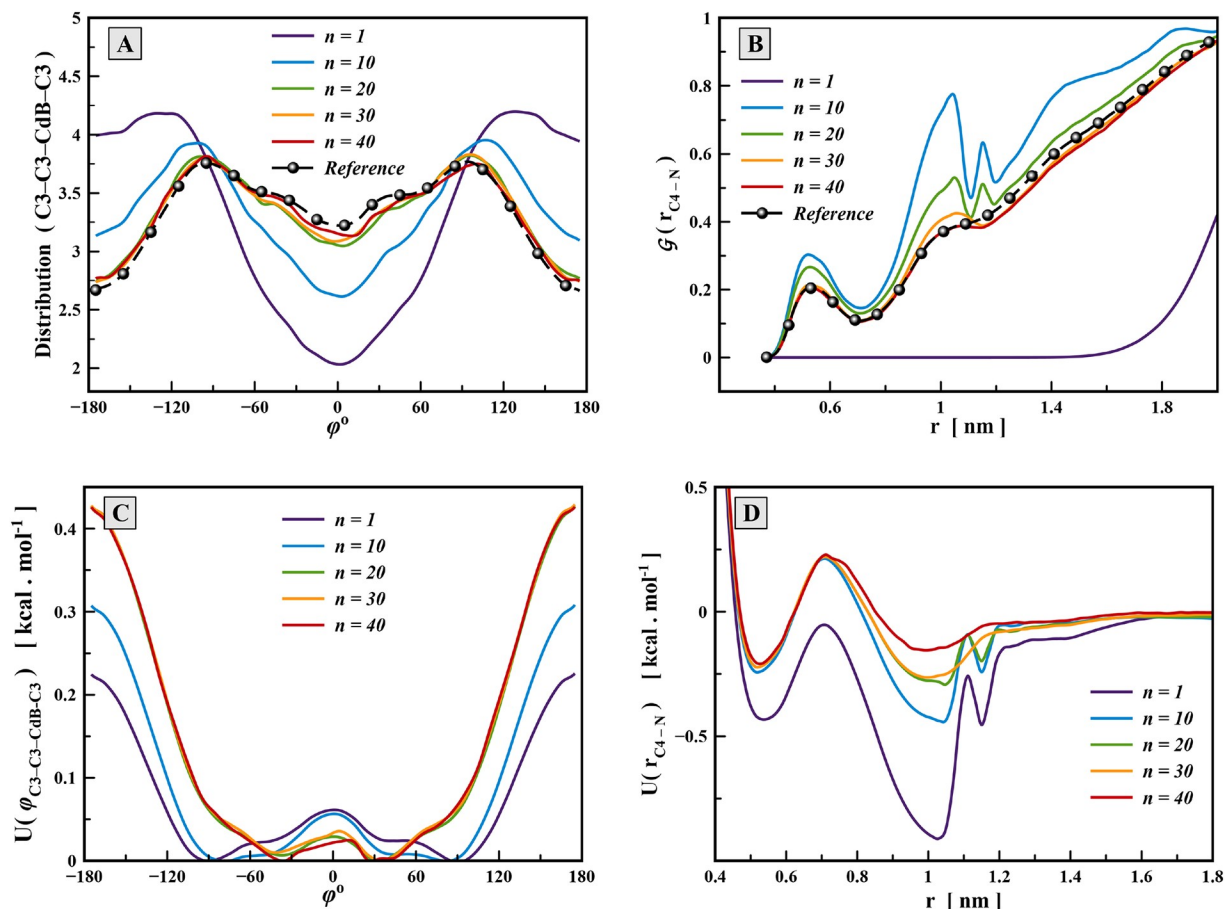 A
n = 1
n = 10
n = 20
n = 30
n = 40
Reference
Distribution ( C3–C3–CdB–C3 )
5
4.5
4
3.5
3
2.5
2
−180 −120 −60 0 60 120 180
φº
B
n = 1
n = 10
n = 20
n = 30
n = 40
Reference
𝒢 ( r C4 – N )
1
0.8
0.6
0.4
0.2
0
0.6 1 1.4 1.8
r [ nm ]
C
n = 1
n = 10
n = 20
n = 30
n = 40
U( φ C3–C3–CdB-C3 ) [ kcal . mol-1 ]
0.4
0.3
0.2
0.1
0
−180 −120 −60 0 60 120 180
φº
D
n = 1
n = 10
n = 20
n = 30
n = 40
U( r C4 – N ) [ kcal . mol-1 ]
0.5
0
−0.5
0.4 0.6 0.8 1 1.2 1.4 1.6 1.8
r [ nm ]